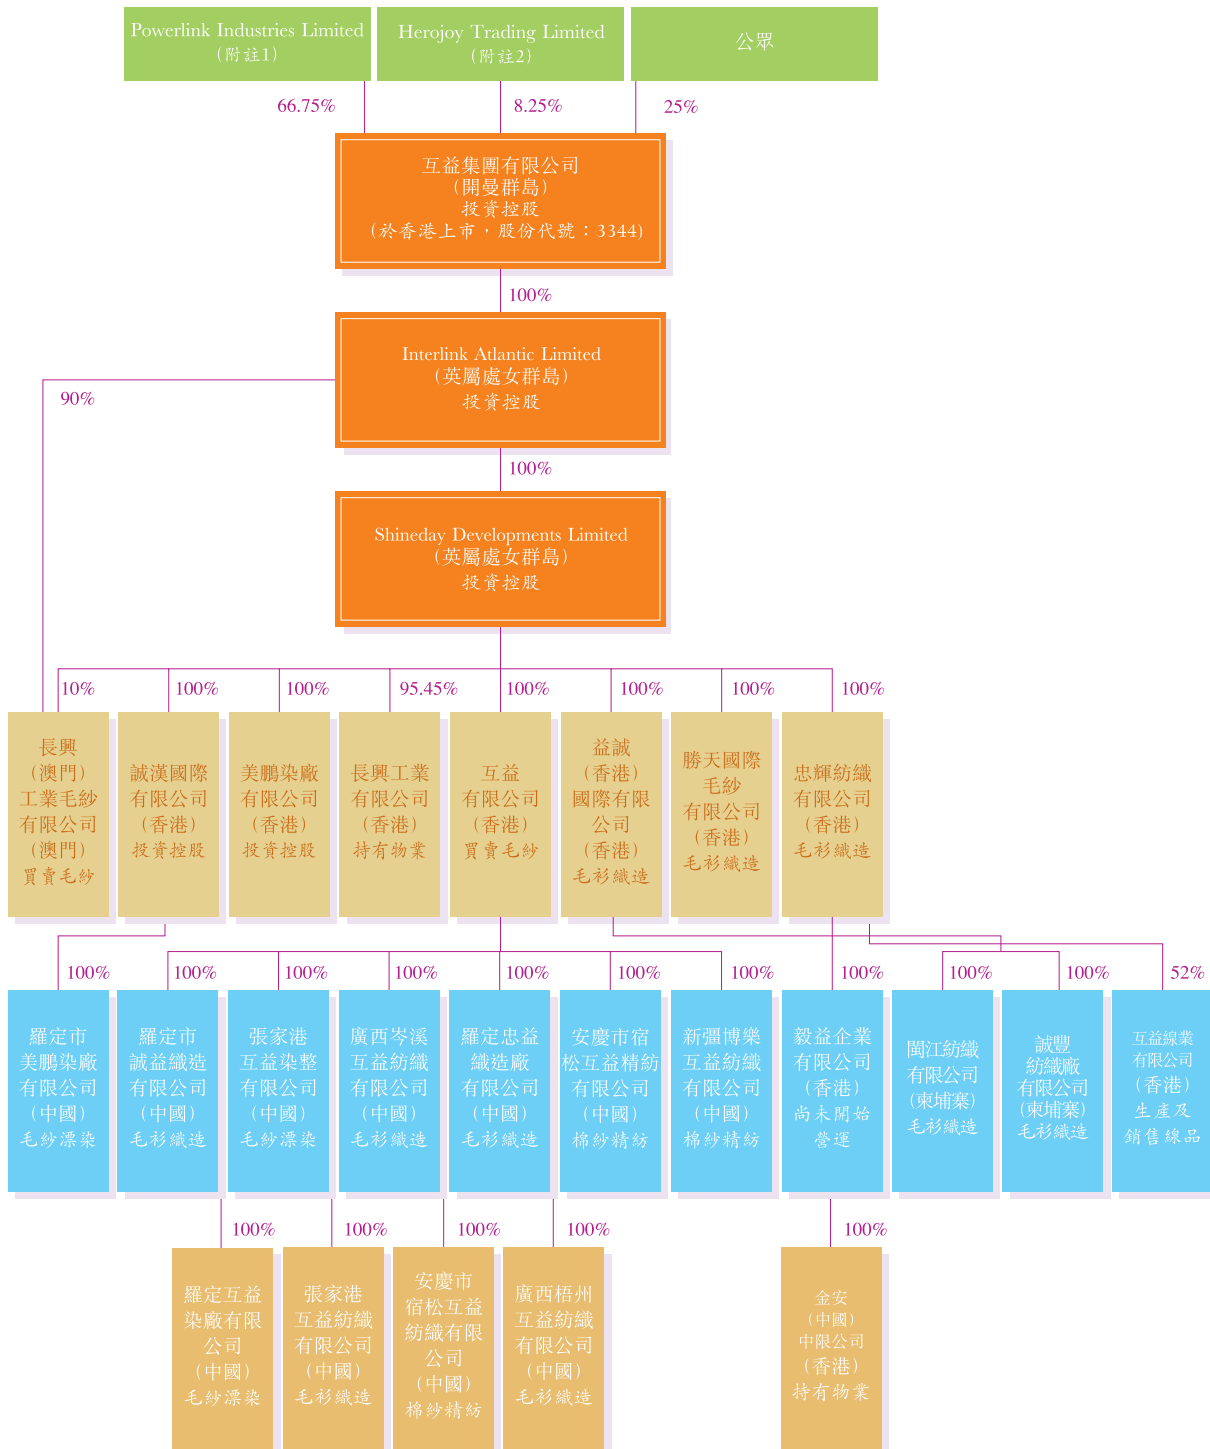 Powerlink Industries Limited
(附註1)
Herojoy Trading Limited
(附註2)
公眾
66.75%
8.25%
25%
互益集團有限公司
(開曼群島)
投資控股
(於香港上市，股份代號：3344)
100%
Interlink Atlantic Limited
(英屬處女群島)
投資控股
90%
100%
Shineday Developments Limited
(英屬處女群島)
投資控股
10%
100%
100%
95.45%
100%
100%
100%
100%
長興
(澳門)
工業毛紗
有限公司
(澳門)
買賣毛紗
誠漢國際
有限公司
(香港)
投資控股
美鵬染廠
有限公司
(香港)
投資控股
長興工業
有限公司
(香港)
持有物業
互益
有限公司
(香港)
買賣毛紗
益誠
(香港)
國際有限
公司
(香港)
毛衫織造
勝天國際
毛紗
有限公司
(香港)
毛衫織造
忠輝紡織
有限公司
(香港)
毛衫織造
100%
100%
100%
100%
100%
100%
100%
100%
100%
100%
52%
羅定市
美鵬染廠
有限公司
(中國)
毛紗漂染
羅定市
誠益織造
有限公司
(中國)
毛衫織造
張家港
互益染整
有限公司
(中國)
毛紗漂染
廣西岑溪
互益紡織
有限公司
(中國)
毛衫織造
羅定忠益
織造廠
有限公司
(中國)
毛衫織造
安慶市宿
松互益精紡
有限公司
(中國)
棉紗精紡
新彊博樂
互益紡織
有限公司
(中國)
棉紗精紡
毅益企業
有限公司
(香港)
尚未開始
營運
閩江紡織
有限公司
(柬埔寨)
毛衫織造
誠豐
紡織廠
有限公司
(柬埔寨)
毛衫織造
互益線業
有限公司
(香港)
生產及
銷售線品
100%
100%
100%
100%
100%
羅定互益
染廠有限
公司
(中國)
毛紗漂染
張家港
互益紡織
有限公司
(中國)
毛衫織造
安慶市
宿松互益
紡織有限
公司
(中國)
棉紗精紡
廣西梧州
互益紡織
有限公司
(中國)
毛衫織造
金安
(中國)
中限公司
(香港)
持有物業